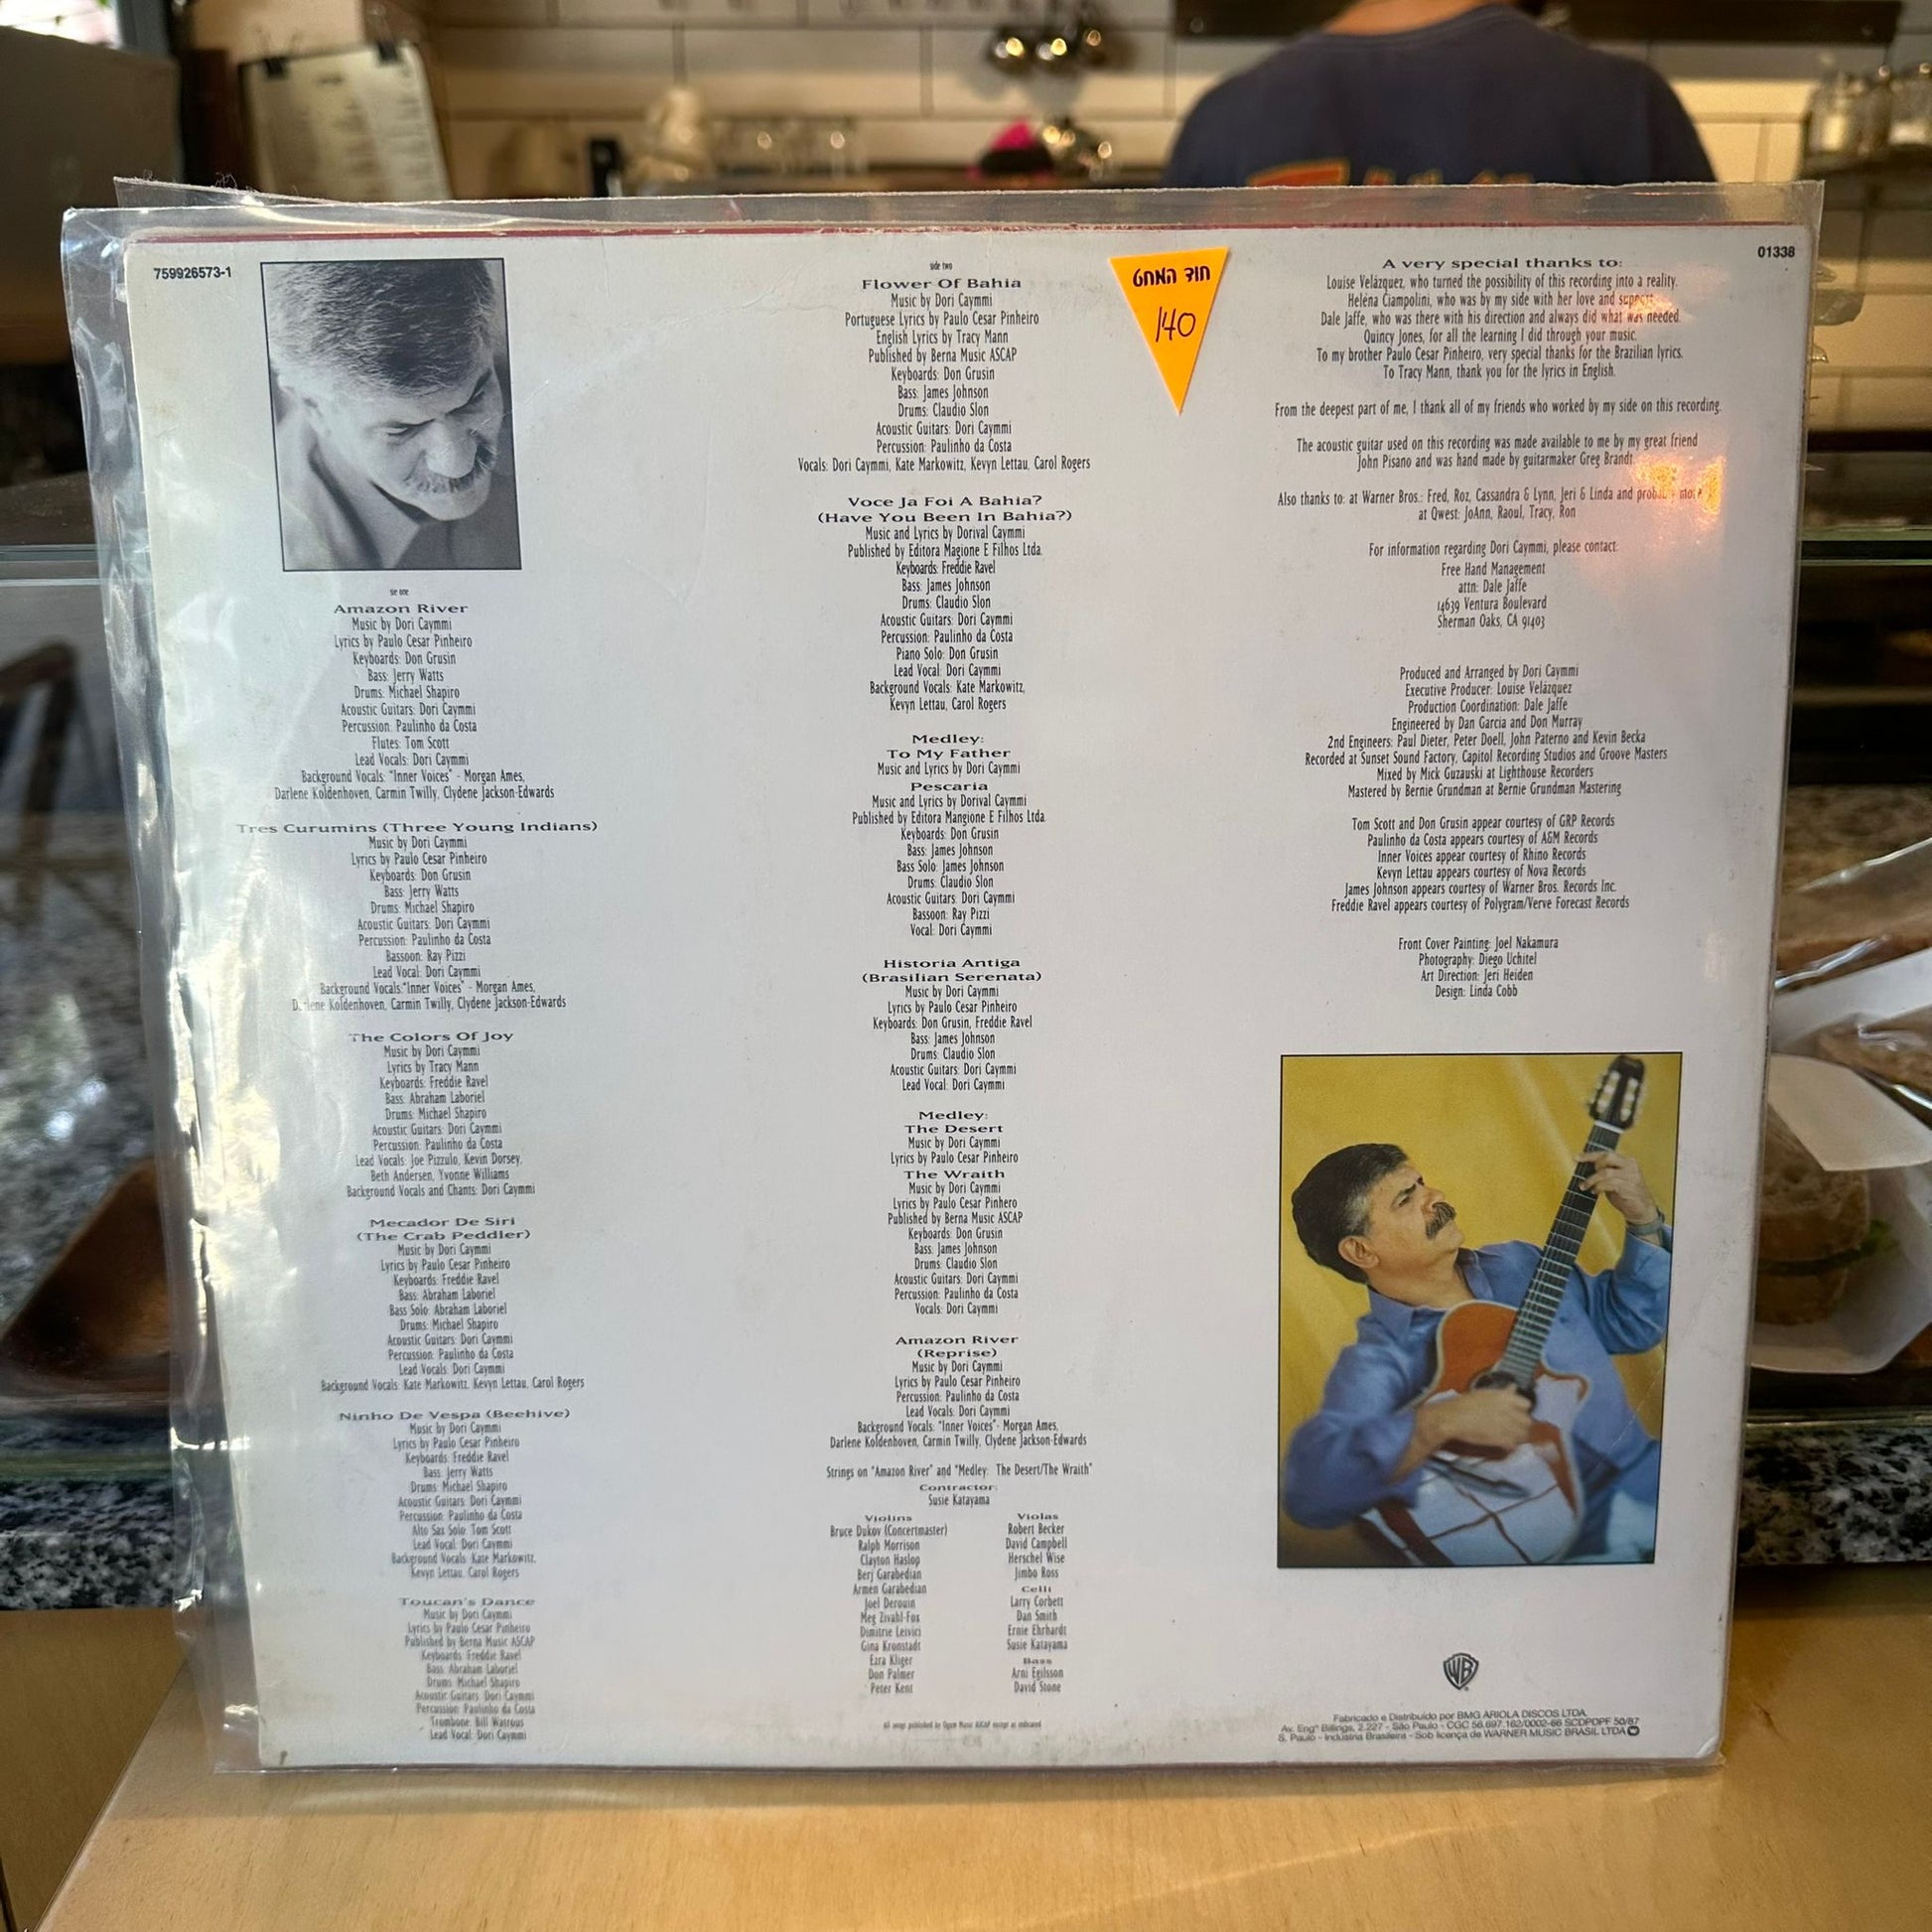 759926573-1
side one
Amazon River
Music by Dori Caymmi
Lyrics by Paulo Cesar Pinheiro
Keyboards: Don Grusin
Bass: Jerry Watts
Drums: Michael Shapiro
Acoustic Guitars: Dori Caymmi
Percussion: Paulinho da Costa
Flutes: Tom Scott
Lead Vocals: Dori Caymmi
Background Vocals: "Inner Voices" - Morgan Ames,
Darlene Koldenhoven, Carmin Twilly, Clydene Jackson-Edwards
Tres Curumins (Three Young Indians)
Music by Dori Caymmi
Lyrics by Paulo Cesar Pinheiro
Keyboards: Don Grusin
Bass: Jerry Watts
Drums: Michael Shapiro
Acoustic Guitars: Dori Caymmi
Percussion: Paulinho da Costa
Bassoon: Ray Pizzi
Lead Vocal: Dori Caymmi
Background Vocals: "Inner Voices" - Morgan Ames,
Darlene Koldenhoven, Carmin Twilly, Clydene Jackson-Edwards
The Colors Of Joy
Music by Dori Caymmi
Lyrics by Tracy Mann
Keyboards: Freddie Ravel
Bass: Abraham Laboriel
Drums: Michael Shapiro
Acoustic Guitars: Dori Caymmi
Percussion: Paulinho da Costa
Lead Vocals: Joe Pizzulo, Kevin Dorsey,
Beth Andersen, Yvonne Williams
Background Vocals and Chants: Dori Caymmi
Mecador De Siri
(The Crab Peddler)
Music by Dori Caymmi
Lyrics by Paulo Cesar Pinheiro
Keyboards: Freddie Ravel
Bass: Abraham Laboriel
Bass Solo: Abraham Laboriel
Drums: Michael Shapiro
Acoustic Guitars: Dori Caymmi
Percussion: Paulinho da Costa
Lead Vocals: Dori Caymmi
Background Vocals: Kate Markowitz, Kevyn Lettau, Carol Rogers
Ninho De Vespa (Beehive)
Music by Dori Caymmi
Lyrics by Paulo Cesar Pinheiro
Keyboards: Freddie Ravel
Bass: Jerry Watts
Drums: Michael Shapiro
Acoustic Guitars: Dori Caymmi
Percussion: Paulinho da Costa
Alto Sax Solo: Tom Scott
Lead Vocal: Dori Caymmi
Background Vocals: Kate Markowitz,
Kevyn Lettau, Carol Rogers
Toucan's Dance
Music by Dori Caymmi
Lyrics by Paulo Cesar Pinheiro
Published by Berna Music ASCAP
Keyboards: Freddie Ravel
Bass: Abraham Laboriel
Drums: Michael Shapiro
Acoustic Guitars: Dori Caymmi
Percussion: Paulinho da Costa
Trombone: Bill Watrous
Lead Vocal: Dori Caymmi
side two
Flower Of Bahia
Music by Dori Caymmi
Portuguese Lyrics by Paulo Cesar Pinheiro
English Lyrics by Tracy Mann
Published by Berna Music ASCAP
Keyboards: Don Grusin
Bass: James Johnson
Drums: Claudio Slon
Acoustic Guitars: Dori Caymmi
Percussion: Paulinho da Costa
Vocals: Dori Caymmi, Kate Markowitz, Kevyn Lettau, Carol Rogers
Voce Ja Foi A Bahia?
(Have You Been In Bahia?)
Music and Lyrics by Dorival Caymmi
Published by Editora Magione E Filhos Ltda.
Keyboards: Freddie Ravel
Bass: James Johnson
Drums: Claudio Slon
Acoustic Guitars: Dori Caymmi
Percussion: Paulinho da Costa
Piano Solo: Don Grusin
Lead Vocal: Dori Caymmi
Background Vocals: Kate Markowitz,
Kevyn Lettau, Carol Rogers
Medley:
To My Father
Music and Lyrics by Dori Caymmi
Pescaria
Music and Lyrics by Dorival Caymmi
Published by Editora Mangione E Filhos Ltda.
Keyboards: Don Grusin
Bass: James Johnson
Bass Solo: James Johnson
Drums: Claudio Slon
Acoustic Guitars: Dori Caymmi
Bassoon: Ray Pizzi
Vocal: Dori Caymmi
Historia Antiga
(Brasilian Serenata)
Music by Dori Caymmi
Lyrics by Paulo Cesar Pinheiro
Keyboards: Don Grusin, Freddie Ravel
Bass: James Johnson
Drums: Claudio Slon
Acoustic Guitars: Dori Caymmi
Lead Vocal: Dori Caymmi
Medley:
The Desert
Music by Dori Caymmi
Lyrics by Paulo Cesar Pinheiro
The Wraith
Music by Dori Caymmi
Lyrics by Paulo Cesar Pinhero
Published by Berna Music ASCAP
Keyboards: Don Grusin
Bass: James Johnson
Drums: Claudio Slon
Acoustic Guitars: Dori Caymmi
Percussion: Paulinho da Costa
Vocals: Dori Caymmi
Amazon River
(Reprise)
Music by Dori Caymmi
Lyrics by Paulo Cesar Pinheiro
Percussion: Paulinho da Costa
Lead Vocals: Dori Caymmi
Background Vocals: "Inner Voices" - Morgan Ames,
Darlene Koldenhoven, Carmin Twilly, Clydene Jackson-Edwards
Strings on "Amazon River" and "Medley: The Desert/The Wraith"
Contractor:
Susie Katayama
Violins
Bruce Dukov (Concertmaster)
Ralph Morrison
Clayton Haslop
Berj Garabedian
Armen Garabedian
Joel Derouin
Meg Zivahl-Fox
Dimitrie Leivici
Gina Kronstadt
Ezra Kliger
Don Palmer
Peter Kent
Violas
Robert Becker
David Campbell
Herschel Wise
Jimbo Ross
Celli
Larry Corbett
Dan Smith
Ernie Ehrhardt
Susie Katayama
Bass
Arni Egilsson
David Stone
All songs published by Music ASCAP except as indicated
חוד המחט
140
01338
A very special thanks to:
Louise Velázquez, who turned the possibility of this recording into a reality.
Helena Ciampolini, who was by my side with her love and support.
Dale Jaffe, who was there with his direction and always did what was needed.
Quincy Jones, for all the learning I did through your music.
To my brother Paulo Cesar Pinheiro, very special thanks for the Brazilian lyrics.
To Tracy Mann, thank you for the lyrics in English.
From the deepest part of me, I thank all of my friends who worked by my side on this recording.
The acoustic guitar used on this recording was made available to me by my great friend
John Pisano and was hand made by guitarmaker Greg Brandt.
Also thanks to: at Warner Bros.: Fred, Roz, Cassandra & Lynn, Jeri & Linda and
at Qwest: JoAnn, Raoul, Tracy, Ron
For information regarding Dori Caymmi, please contact:
Free Hand Management
attn: Dale Jaffe
14639 Ventura Boulevard
Sherman Oaks, CA 91403
Produced and Arranged by Dori Caymmi
Executive Producer: Louise Velázquez
Production Coordination: Dale Jaffe
Engineered by Dan Garcia and Don Murray
2nd Engineers: Paul Dieter, Peter Doell, John Paterno and Kevin Becka
Recorded at Sunset Sound Factory, Capitol Recording Studios and Groove Masters
Mixed by Mick Guzauski at Lighthouse Recorders
Mastered by Bernie Grundman at Bernie Grundman Mastering
Tom Scott and Don Grusin appear courtesy of GRP Records
Paulinho da Costa appears courtesy of A&M Records
Inner Voices appear courtesy of Rhino Records
Kevyn Lettau appears courtesy of Nova Records
James Johnson appears courtesy of Warner Bros. Records Inc.
Freddie Ravel appears courtesy of Polygram/Verve Forecast Records
Front Cover Painting: Joel Nakamura
Photography: Diego Uchitel
Art Direction: Jeri Heiden
Design: Linda Cobb
WB
Fabricado e Distribuido por BMG ARIOLA DISCOS LTDA.
Av. Engº Billings, 2.227 - São Paulo - CGC 56.697.162/0002-66 SCDPDPF 50/87
S. Paulo - Indústria Brasileira - Sob licença de WARNER MUSIC BRASIL LTDA